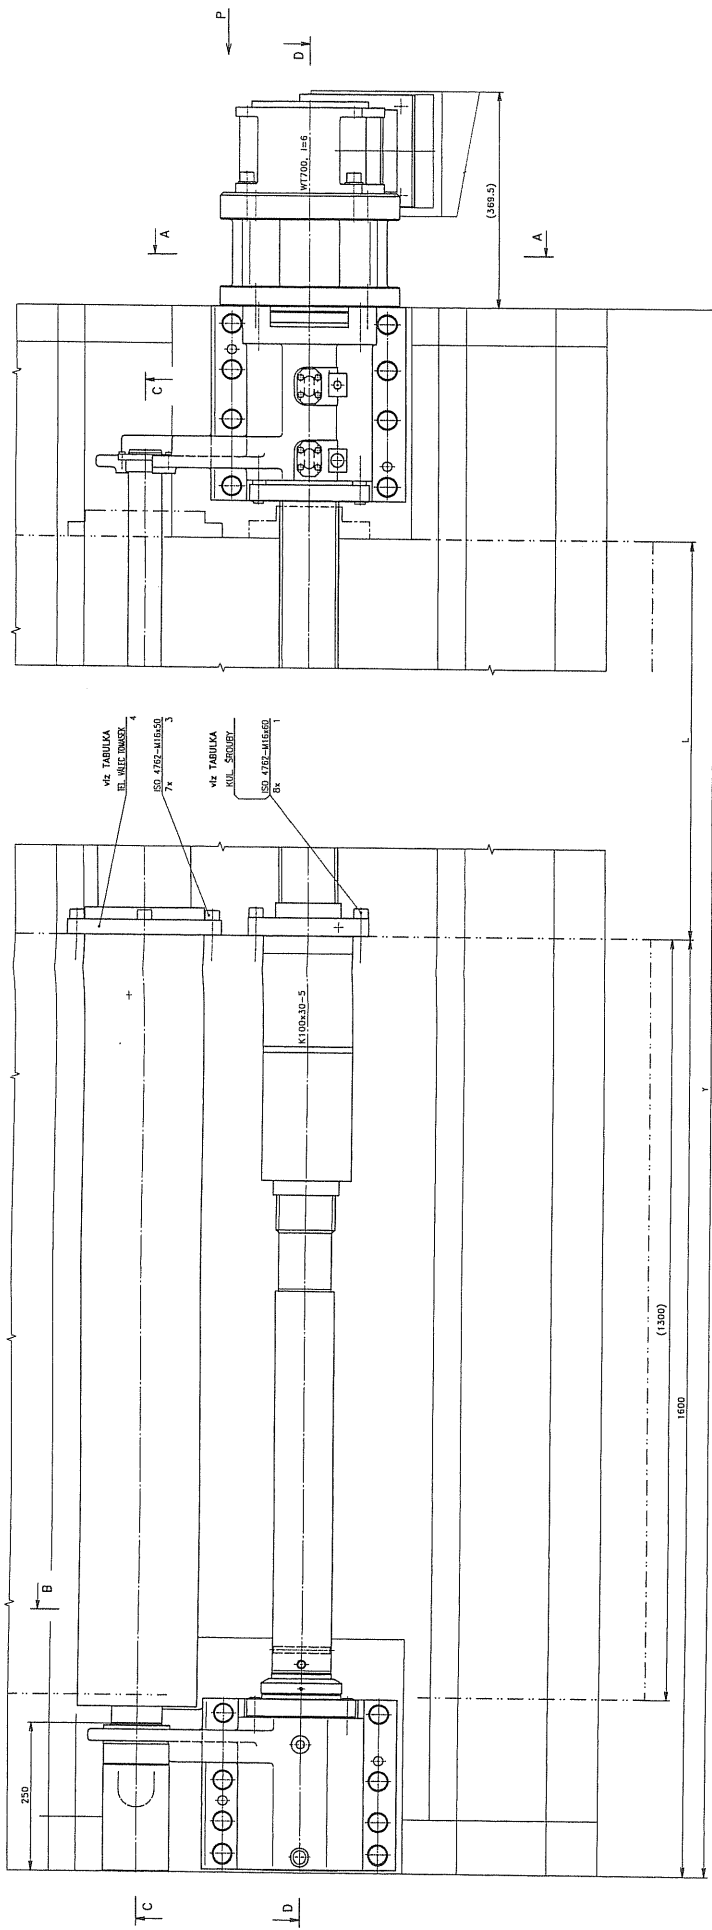 P
D
WT700, i=6
(369.5)
A
A
C
viz TABULKA
TEL. VÁLEC TOMÁŠEK
4
ISO 4762-M16x50
3
7x
viz TABULKA
KUL. ŠROUBY
ISO 4762-M16x60
1
8x
L
K100x30-5
Y
(1300)
1600
B
250
C
D